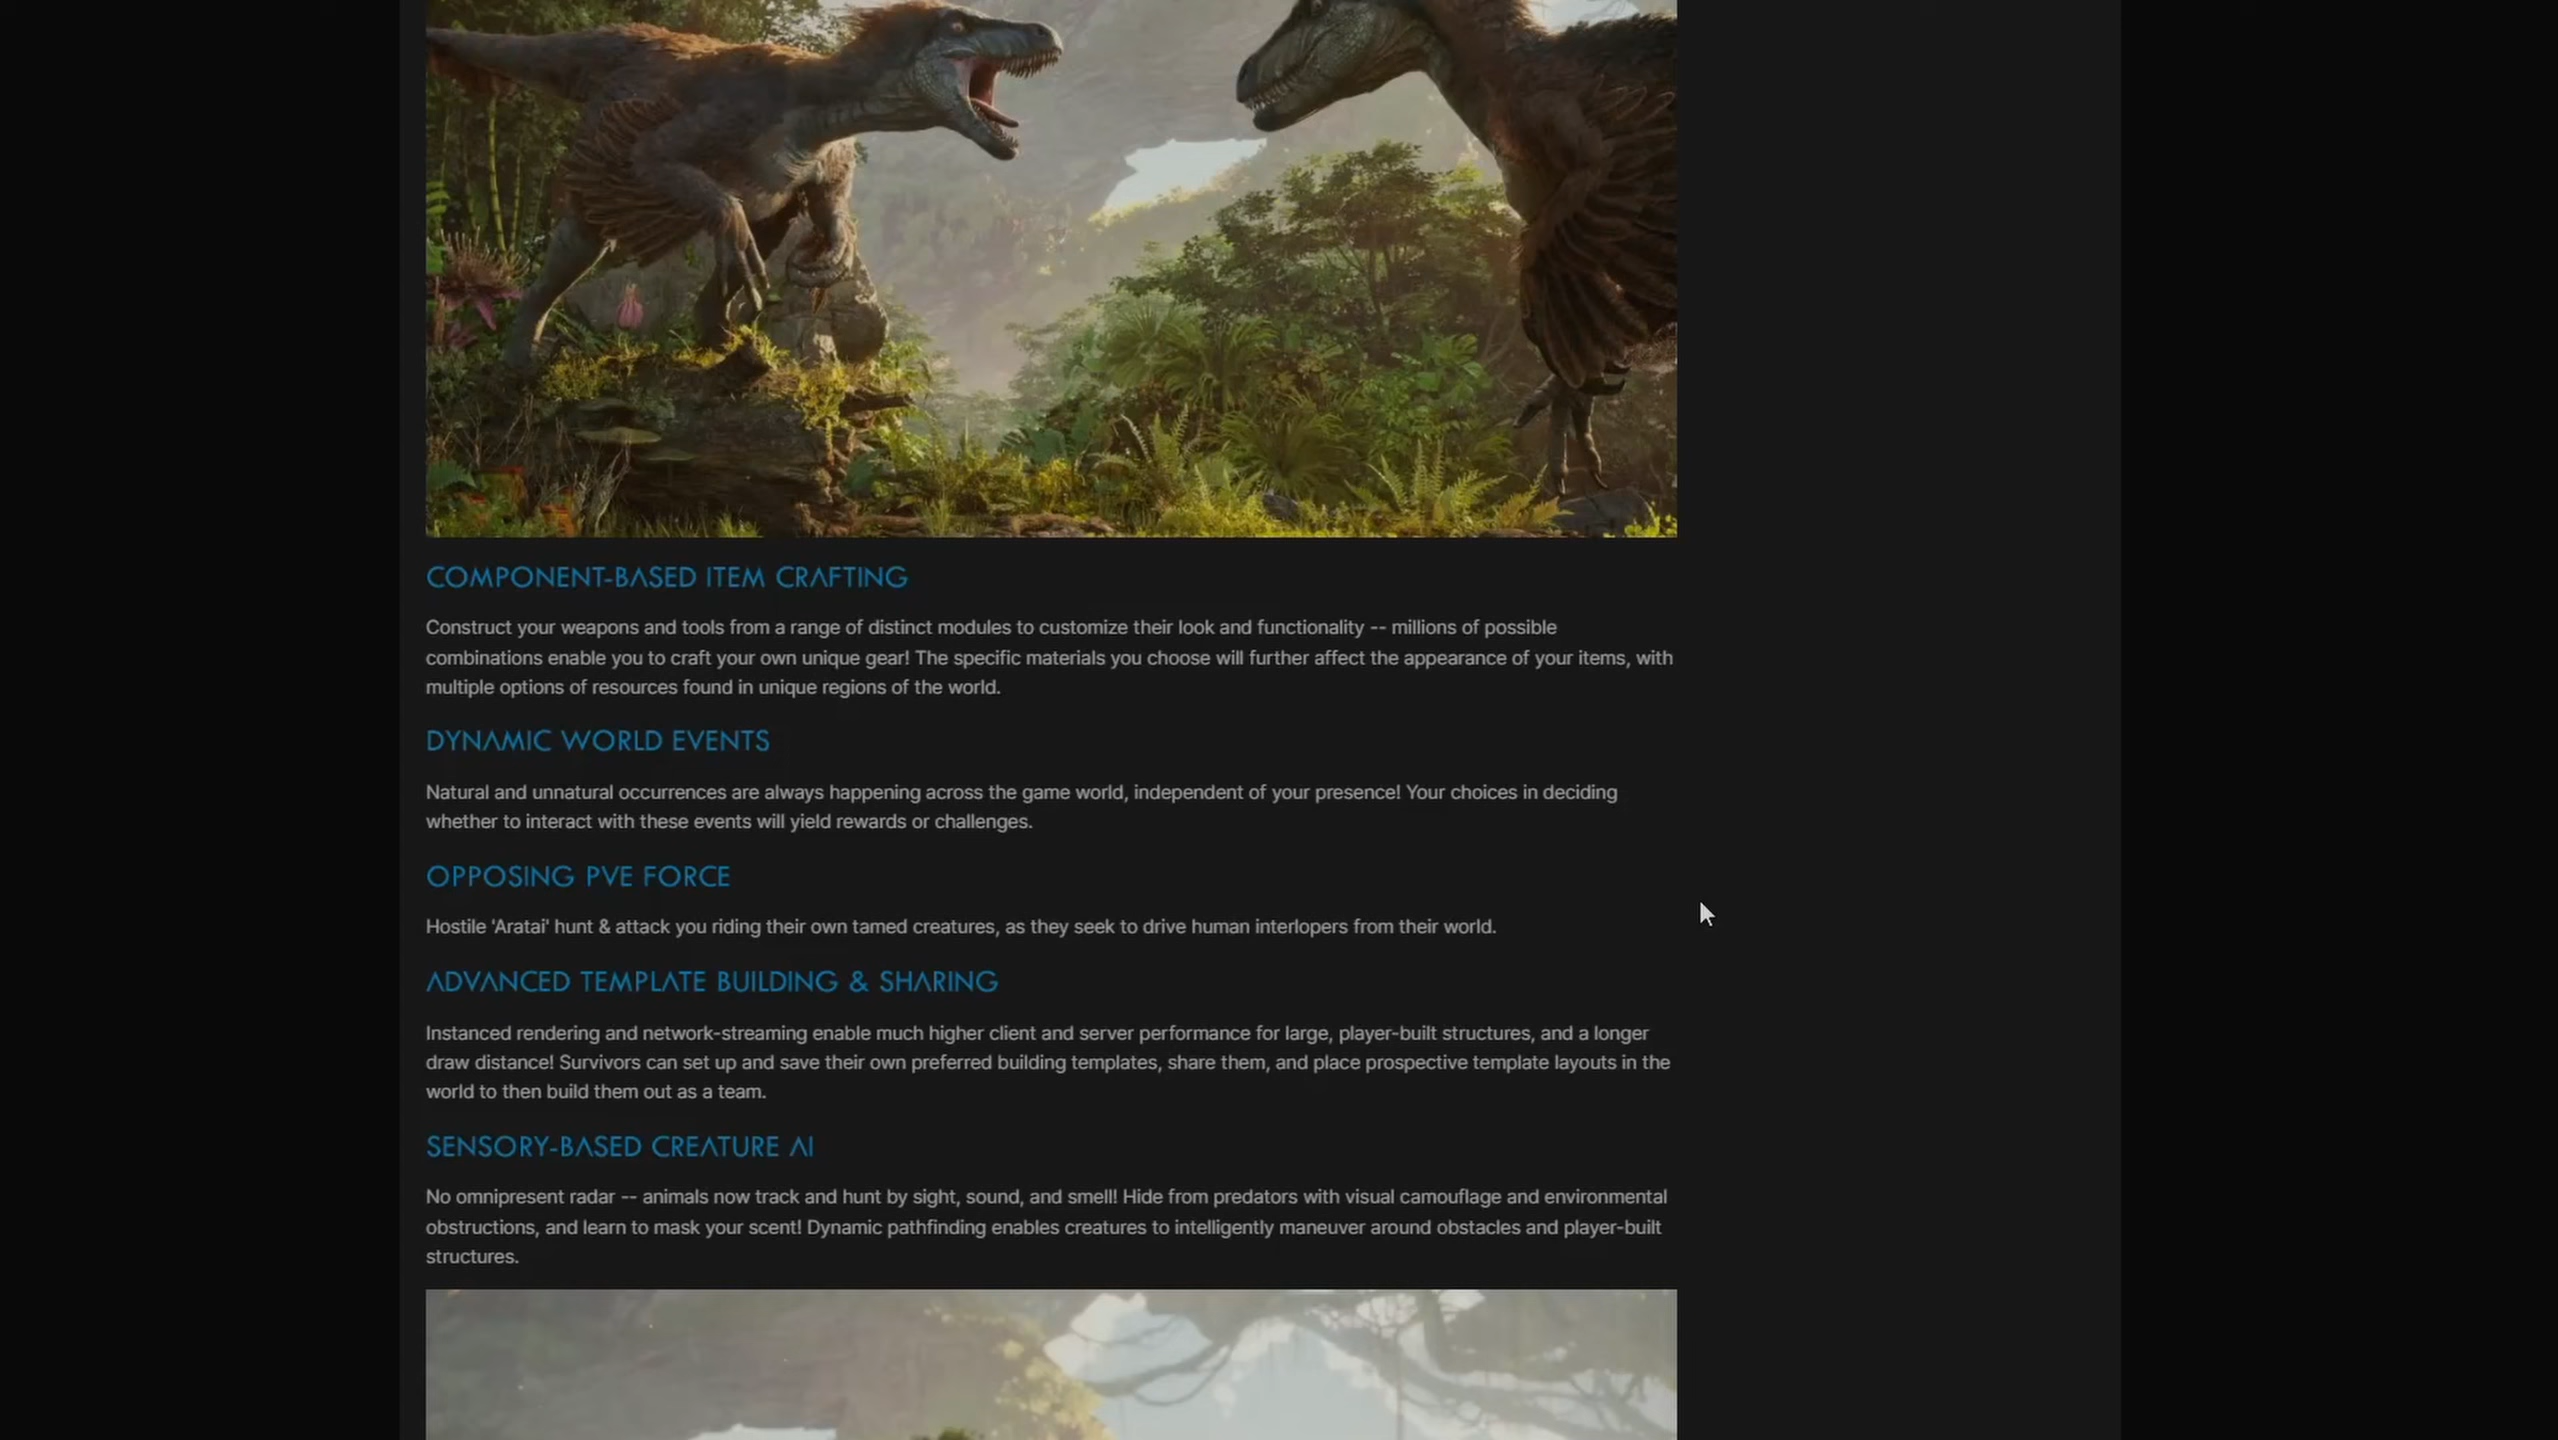 COMPONENT-BASED ITEM CRAFTING
Construct your weapons and tools from a range of distinct modules to customize their look and functionality -- millions of possible
combinations enable you to craft your own unique gear! The specific materials you choose will further affect the appearance of your items, with
multiple options of resources found in unique regions of the world.
DYNAMIC WORLD EVENTS
Natural and unnatural occurrences are always happening across the game world, independent of your presence! Your choices in deciding
whether to interact with these events will yield rewards or challenges.
OPPOSING PVE FORCE
Hostile 'Aratai' hunt & attack you riding their own tamed creatures, as they seek to drive human interlopers from their world.
ADVANCED TEMPLATE BUILDING & SHARING
Instanced rendering and network-streaming enable much higher client and server performance for large, player-built structures, and a longer
draw distance! Survivors can set up and save their own preferred building templates, share them, and place prospective template layouts in the
world to then build them out as a team.
SENSORY-BASED CREATURE AI
No omnipresent radar -- animals now track and hunt by sight, sound, and smell! Hide from predators with visual camouflage and environmental
obstructions, and learn to mask your scent! Dynamic pathfinding enables creatures to intelligently maneuver around obstacles and player-built
structures.